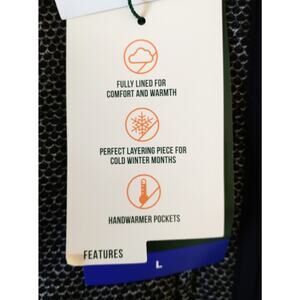 FULLY LINED FOR
COMFORT AND WARMTH
PERFECT LAYERING PIECE FOR
COLD WINTER MONTHS
HANDWARMER POCKETS
FEATURES
L